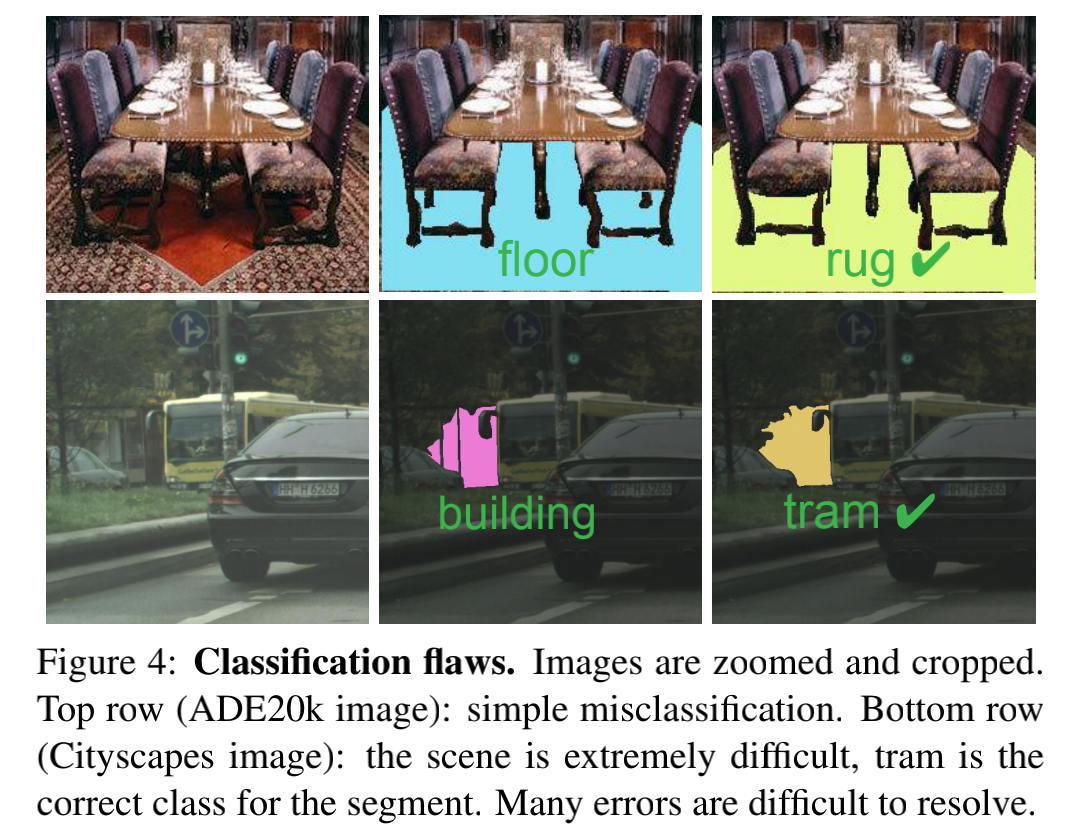 floor
rug ✔
HH·H 6266
building
tram ✔
Figure 4: Classification flaws. Images are zoomed and cropped.
Top row (ADE20k image): simple misclassification. Bottom row
(Cityscapes image): the scene is extremely difficult, tram is the
correct class for the segment. Many errors are difficult to resolve.